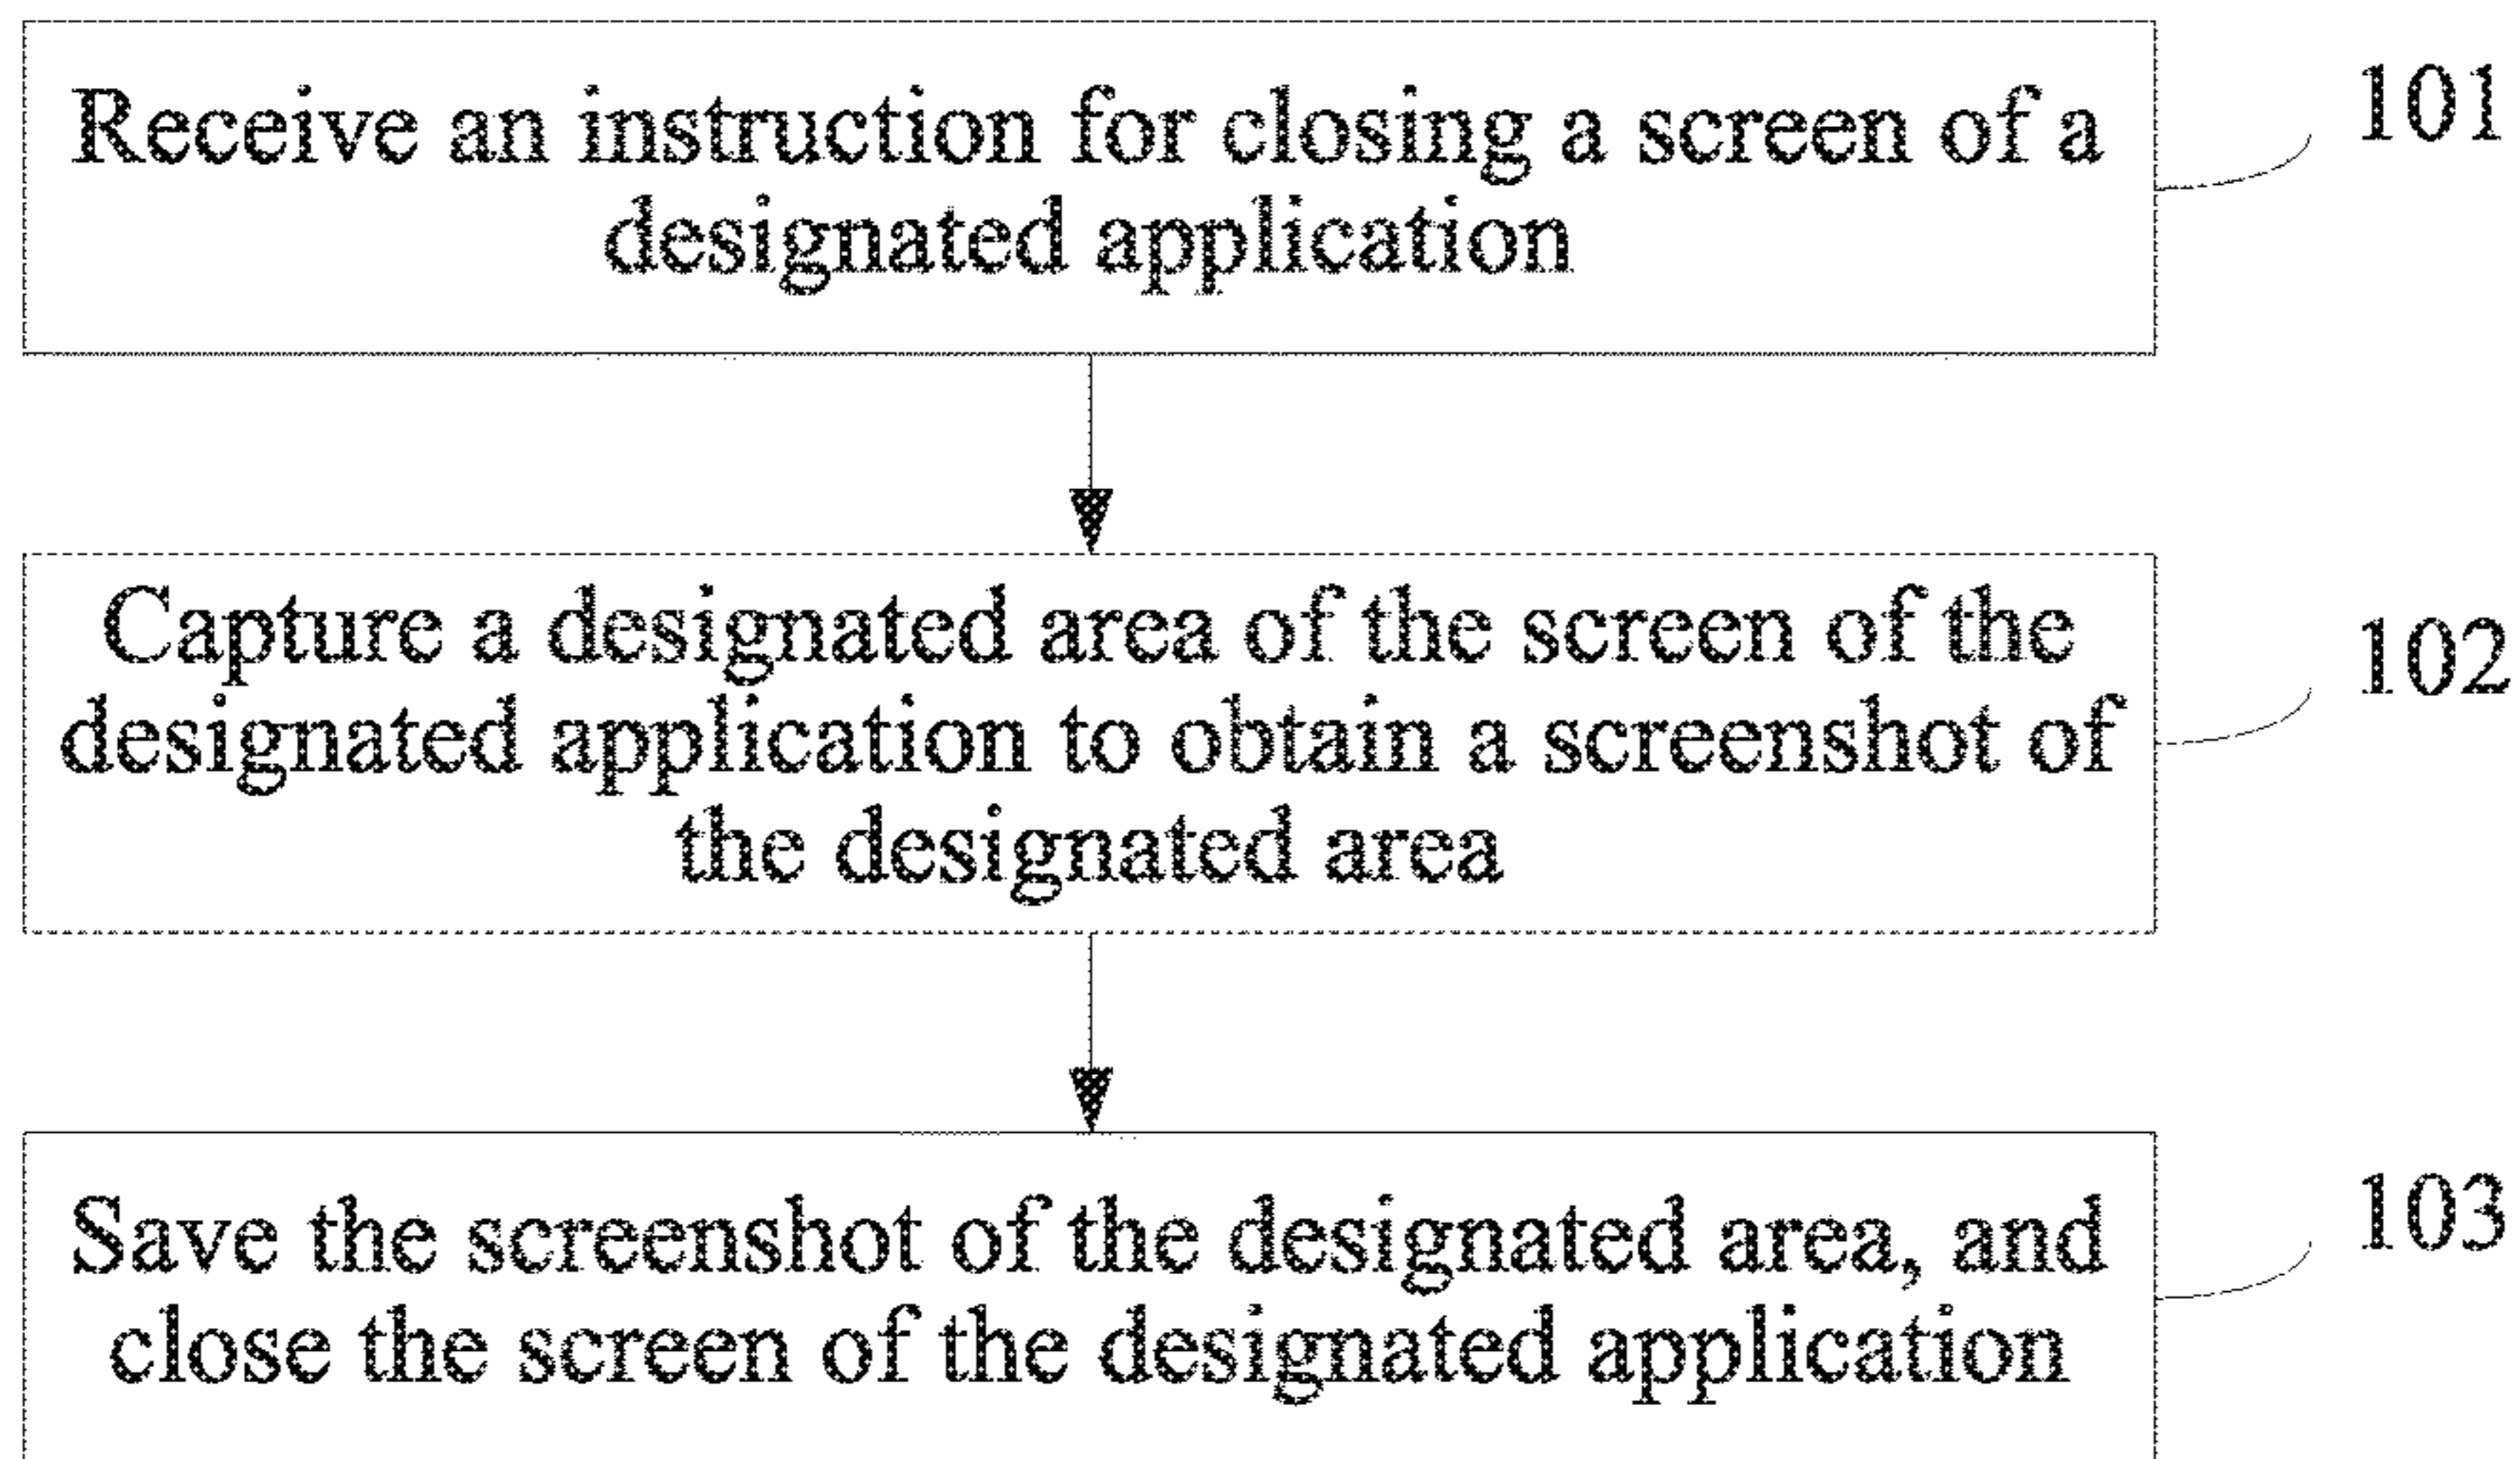 Receive an instruction for closing a screen of a
designated application
101
Capture a designated area of the screen of the
designated application to obtain a screenshot of
the designated area
102
Save the screenshot of the designated area, and
close the screen of the designated application
103